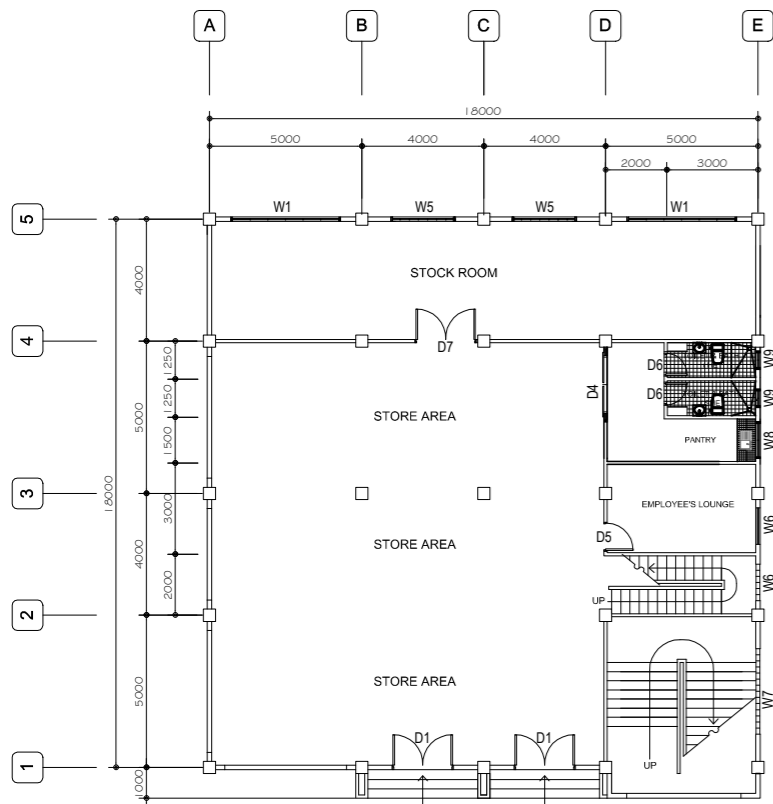 A B C D E
18000
5000 4000 4000 5000
2000 3000
5
W1 W5 W5 W1
4000
STOCK ROOM
4
D7
1250
D6 W9
1250
D4 D6 W9
5000
STORE AREA
1500
PANTRY W8
18000
3
3000
EMPLOYEE'S LOUNGE W6
D5
STORE AREA
4000
2000
UP W6
2
5000
STORE AREA
W7
D1 D1
UP
1
1000